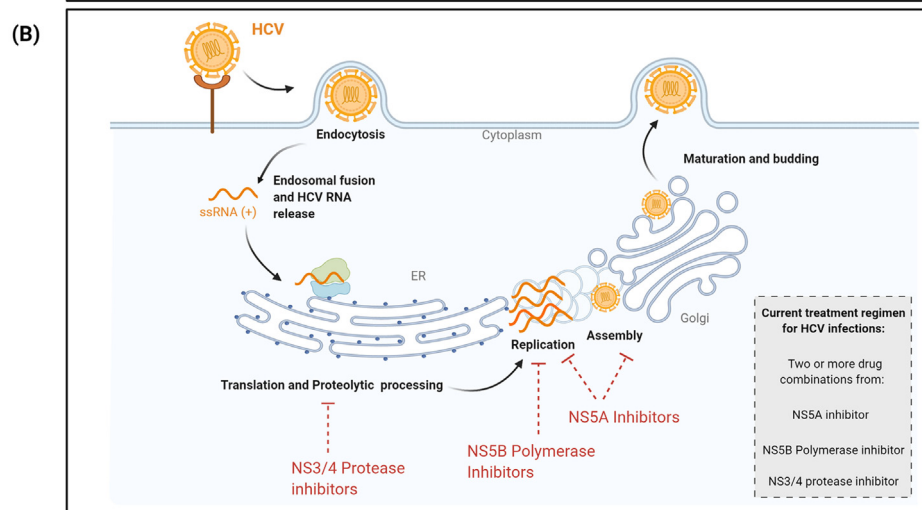 (B)
HCV
Endocytosis
Cytoplasm
Maturation and budding
Endosomal fusion
and HCV RNA
release
ssRNA (+)
ER
Golgi
Replication
Assembly
Translation and Proteolytic processing
NS5A Inhibitors
NS5B Polymerase
Inhibitors
NS3/4 Protease
inhibitors
Current treatment regimen
for HCV infections:
Two or more drug
combinations from:
NS5A inhibitor
NS5B Polymerase inhibitor
NS3/4 protease inhibitor